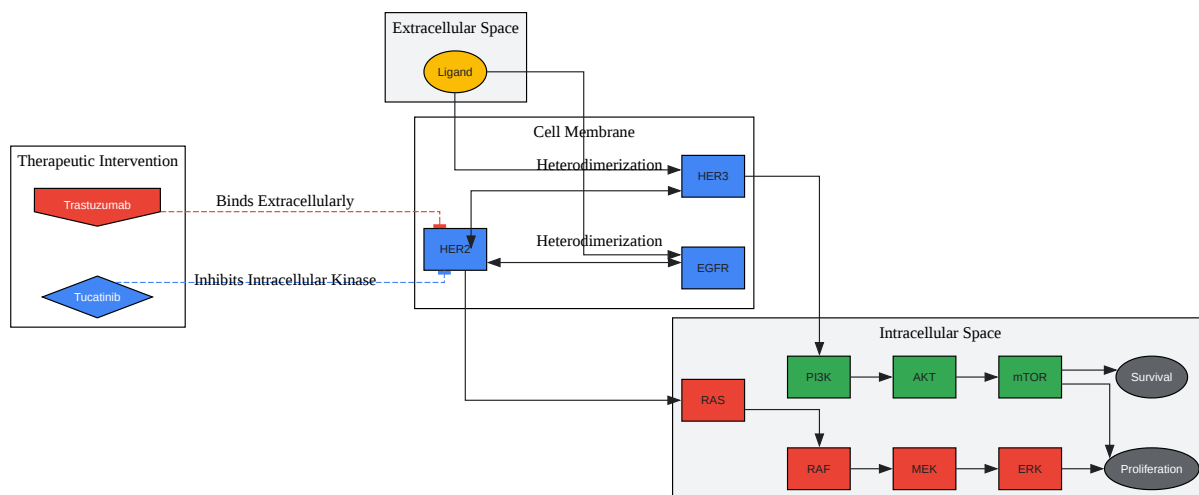 Extracellular Space
Ligand
Cell Membrane
Therapeutic Intervention
Heterodimerization
HER3
Trastuzumab
Binds Extracellularly
HER2
Heterodimerization
EGFR
Tucatinib
Inhibits Intracellular Kinase
Intracellular Space
PI3K
AKT
mTOR
Survival
RAS
RAF
MEK
ERK
Proliferation